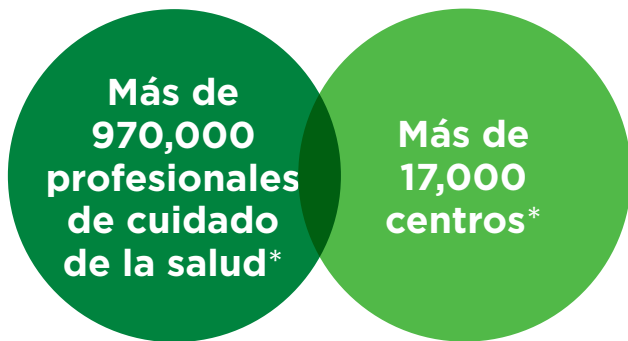 Más de
970,000
profesionales
de cuidado
de la salud*
Más de
17,000
centros*